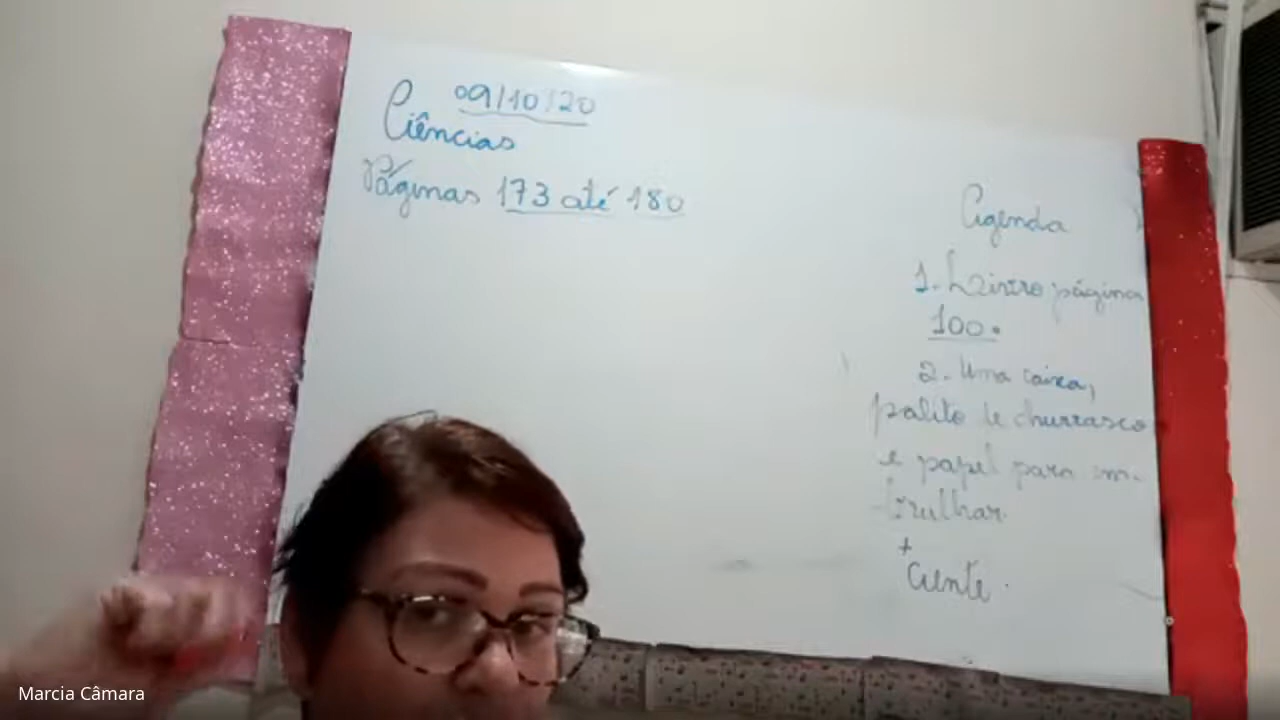 09/10/20
Ciências
Páginas 173 até 180
Agenda
1. Livro página
100.
2. Uma caixa,
palito de churrasco
e papel para em-
brulhar.
+
Ciente.
Marcia Câmara